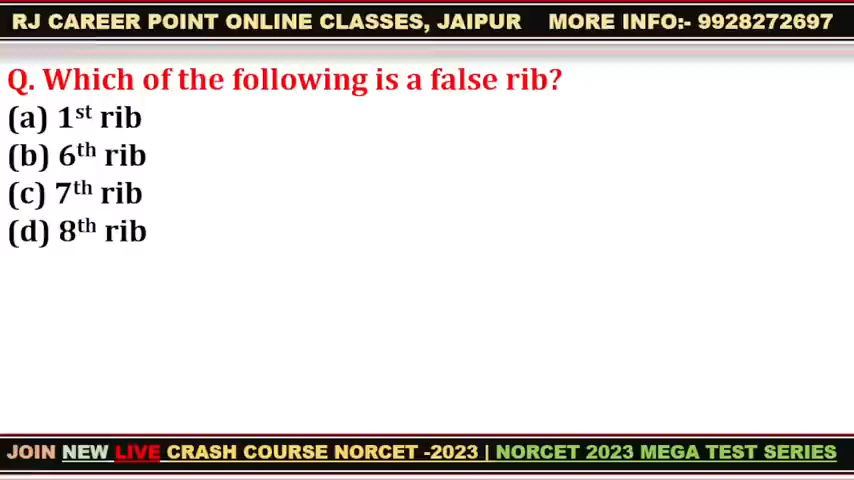 RJ CAREER POINT ONLINE CLASSES, JAIPUR MORE INFO:- 9928272697
Q. Which of the following is a false rib?
(a) 1st rib
(b) 6th rib
(c) 7th rib
(d) 8th rib
JOIN NEW LIVE CRASH COURSE NORCET -2023 | NORCET 2023 MEGA TEST SERIES